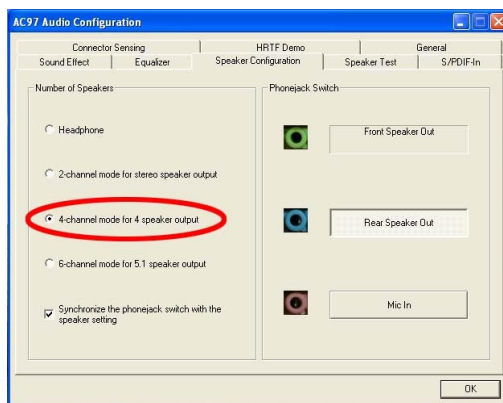 AC97 Audio Configuration
Connector Sensing
HRTF Demo
General
Sound Effect
Equalizer
Speaker Configuration
Speaker Test
S/PDIF-In
Number of Speakers
Headphone
2-channel mode for stereo speaker output
4-channel mode for 4 speaker output
6-channel mode for 5.1 speaker output
Synchronize the phonejack switch with the
speaker setting
Phonejack Switch
Front Speaker Out
Rear Speaker Out
Mic In
OK